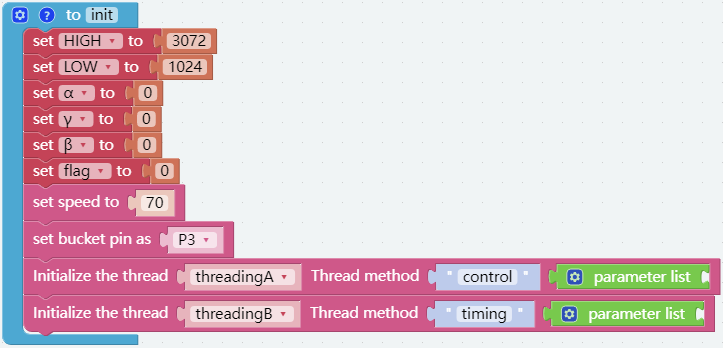 ? to init
set HIGH to 3072
set LOW to 1024
set α to 0
set γ to 0
set β to 0
set flag to 0
set speed to 70
set bucket pin as P3
Initialize the thread threadingA Thread method " control " parameter list
Initialize the thread threadingB Thread method " timing " parameter list